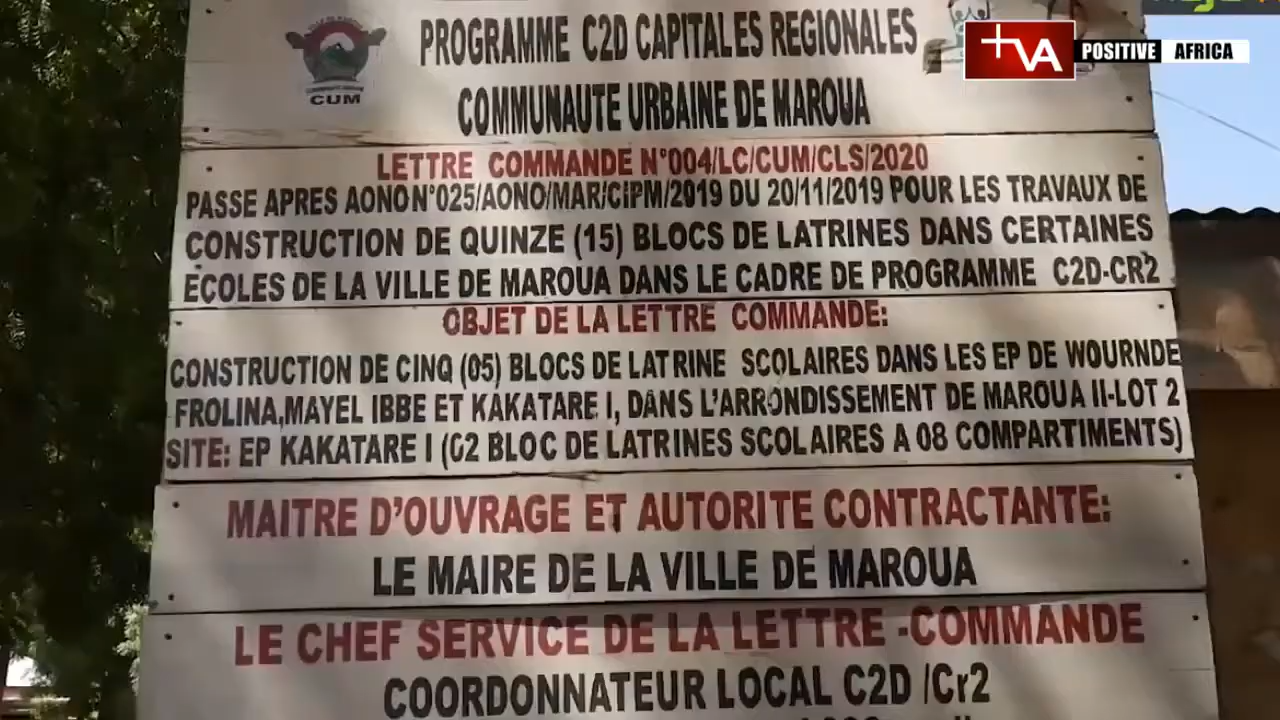 PROGRAMME C2D CAPITALES REGIONALES
+VA POSITIVE AFRICA
CUM
COMMUNAUTE URBAINE DE MAROUA
LETTRE COMMANDE N°004/LC/CUM/CLS/2020
PASSE APRES AONO N°025/AONO/MAR/CIPM/2019 DU 20/11/2019 POUR LES TRAVAUX DE
CONSTRUCTION DE QUINZE (15) BLOCS DE LATRINES DANS CERTAINES
ECOLES DE LA VILLE DE MAROUA DANS LE CADRE DE PROGRAMME C2D-CR2
OBJET DE LA LETTRE COMMANDE:
CONSTRUCTION DE CINQ (05) BLOCS DE LATRINE SCOLAIRES DANS LES EP DE WOURNDE
FROLINA,MAYEL IBBE ET KAKATARE I, DANS L'ARRONDISSEMENT DE MAROUA II-LOT 2
SITE: EP KAKATARE I (02 BLOC DE LATRINES SCOLAIRES A 08 COMPARTIMENTS)
MAITRE D'OUVRAGE ET AUTORITE CONTRACTANTE:
LE MAIRE DE LA VILLE DE MAROUA
LE CHEF SERVICE DE LA LETTRE -COMMANDE
COORDONNATEUR LOCAL C2D /Cr2